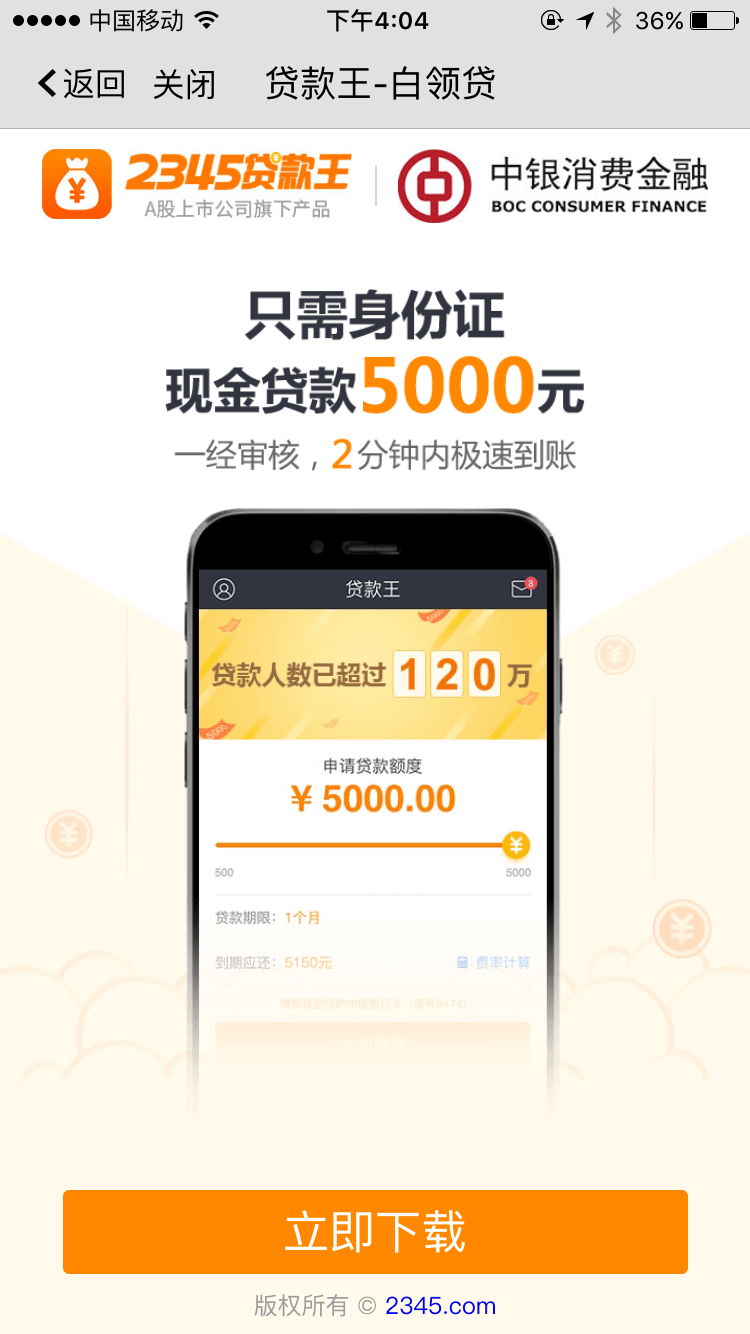 中国移动 下午4:04 36%
返回 关闭 贷款王-白领贷
2345贷款王 中银消费金融
A股上市公司旗下产品 BOC CONSUMER FINANCE
只需身份证
现金贷款5000元
一经审核，2分钟内极速到账
贷款王 8
5000
贷款人数已超过120万
5000
申请贷款额度
¥ 5000.00
500 5000
贷款期限：1个月
到期应还：5150元 费率计算
将提现到您的中国银行卡（尾号6474）
立即下载
版权所有 © 2345.com